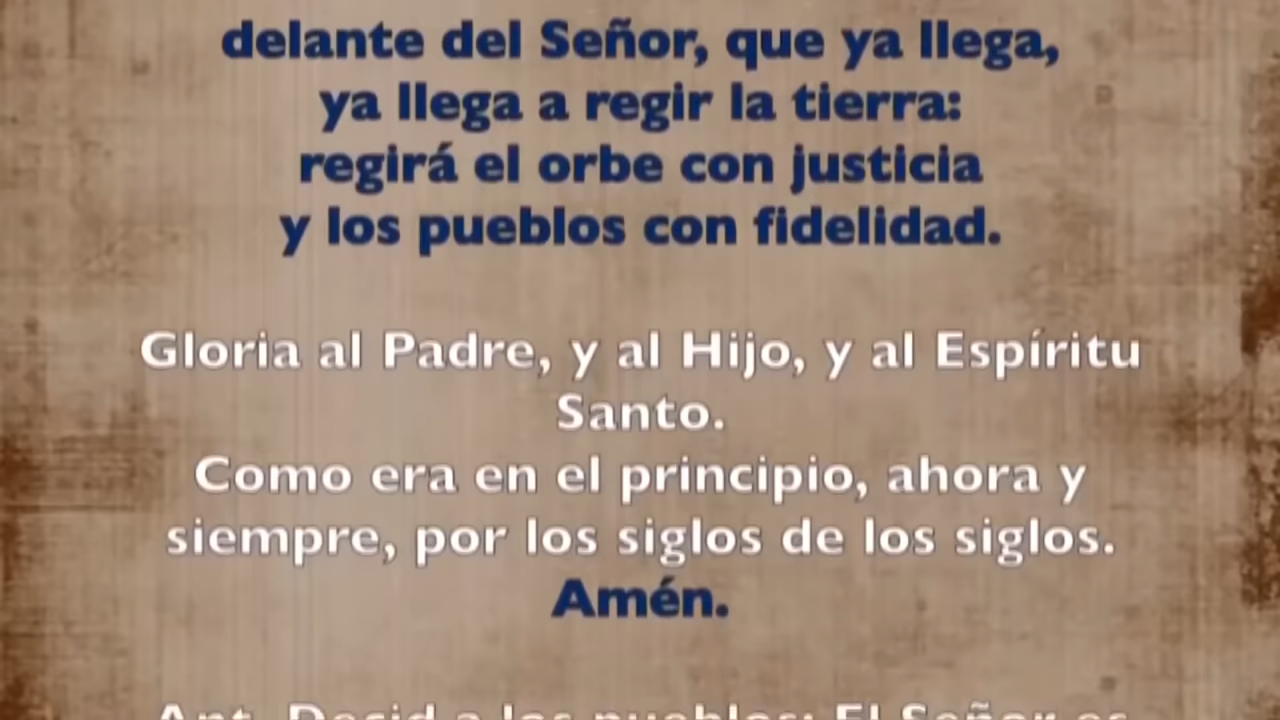 delante del Señor, que ya llega,
ya llega a regir la tierra:
regirá el orbe con justicia
y los pueblos con fidelidad.
Gloria al Padre, y al Hijo, y al Espíritu
Santo.
Como era en el principio, ahora y
siempre, por los siglos de los siglos.
Amén.
Ant. Decid a los pueblos: El Señor es